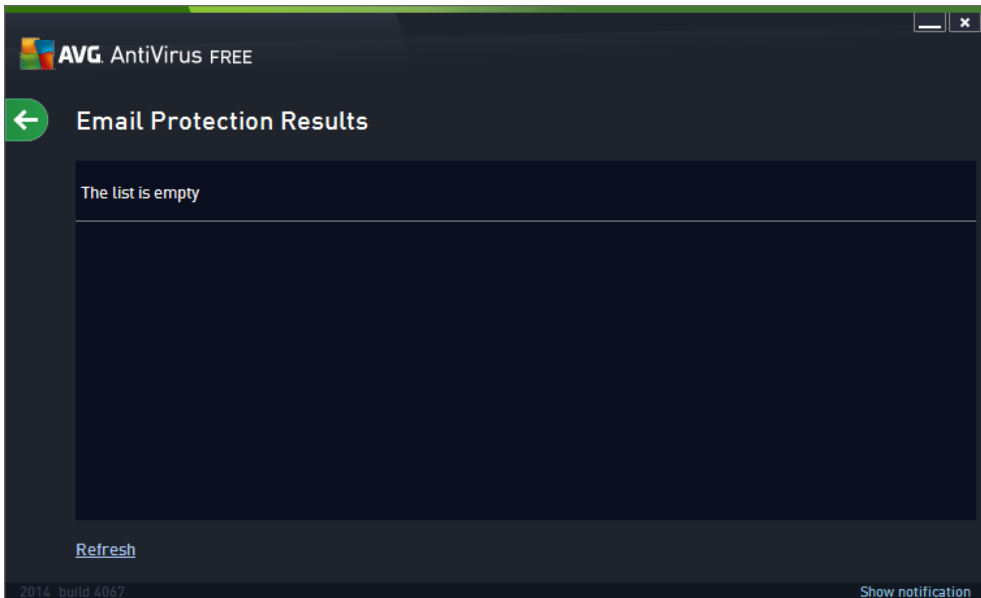 AVG. AntiVirus FREE
Email Protection Results
The list is empty
Refresh
2014 build 4067
Show notification